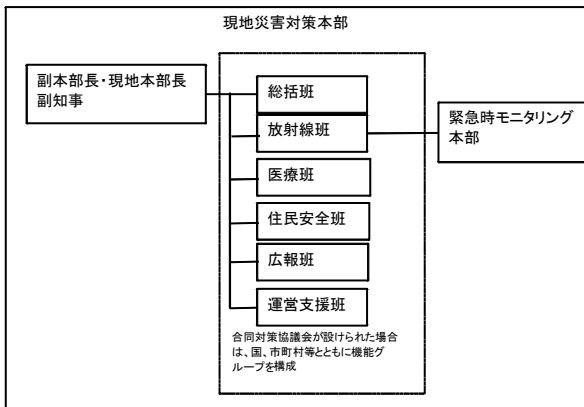 現地災害対策本部
副本部長・現地本部長
副知事
総括班
放射線班
緊急時モニタリング
本部
医療班
住民安全班
広報班
運営支援班
合同対策協議会が設けられた場合
は、国、市町村等とともに機能グ
ループを構成